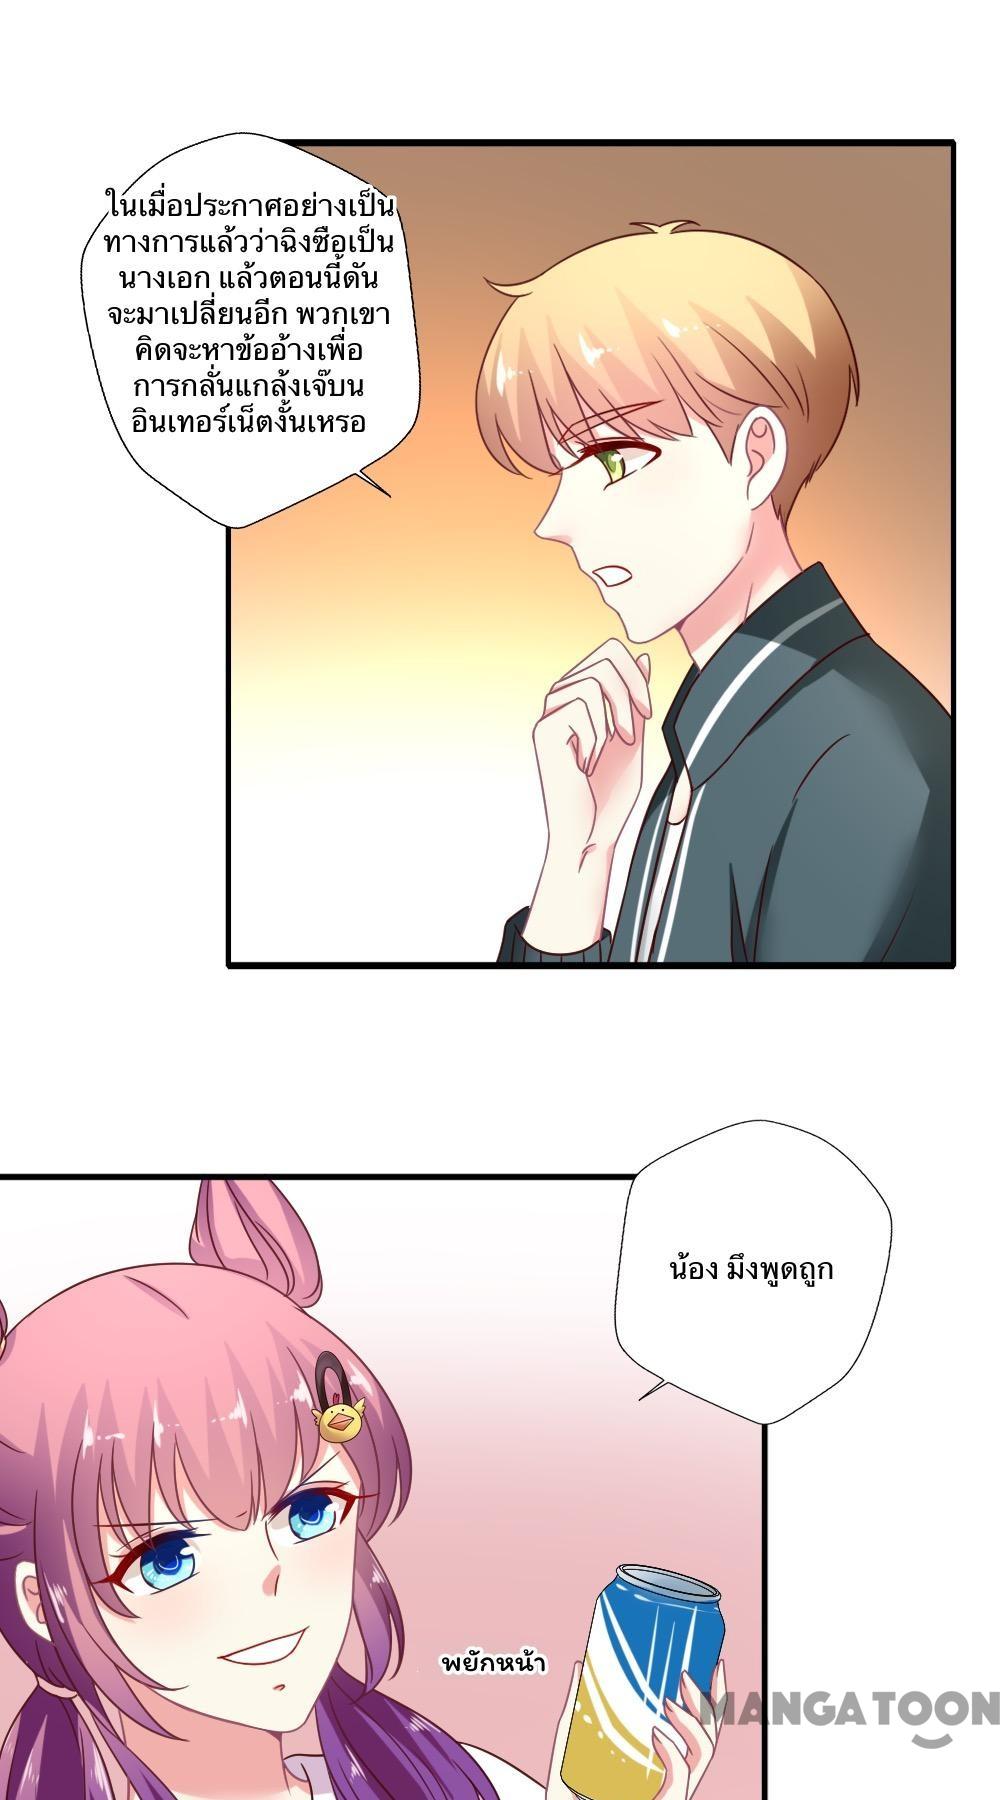 ในเมื่อประกาศอย่างเป็น
ทางการแล้วว่าฉิงซือเป็น
นางเอก แล้วตอนนี้ดัน
จะมาเปลี่ยนอีก พวกเขา
คิดจะหาข้ออ้างเพื่อ
การกลั่นแกล้งเจ๊บน
อินเทอร์เน็ตงั้นเหรอ
น้อง มึงพูดถูก
พยักหน้า
MANGATOON